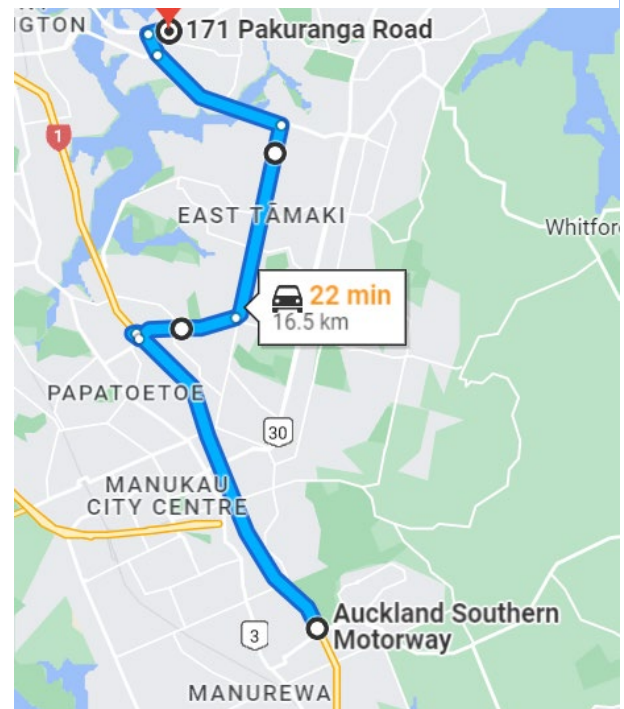 NGTON
171 Pakuranga Road
1
EAST TĀMAKI
Whitford
22 min
16.5 km
PAPATOETOE
30
MANUKAU
CITY CENTRE
Auckland Southern
Motorway
3
MANUREWA